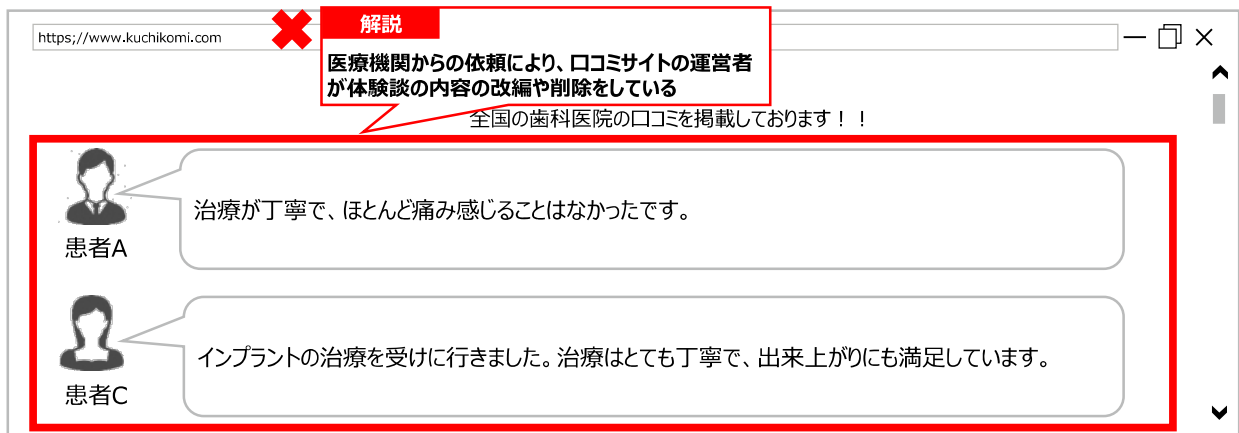 https;//www.kuchikomi.com
解説
医療機関からの依頼により、口コミサイトの運営者
が体験談の内容の改編や削除をしている
全国の歯科医院の口コミを掲載しております！！
治療が丁寧で、ほとんど痛み感じることはなかったです。
患者A
インプラントの治療を受けに行きました。治療はとても丁寧で、出来上がりにも満足しています。
患者C